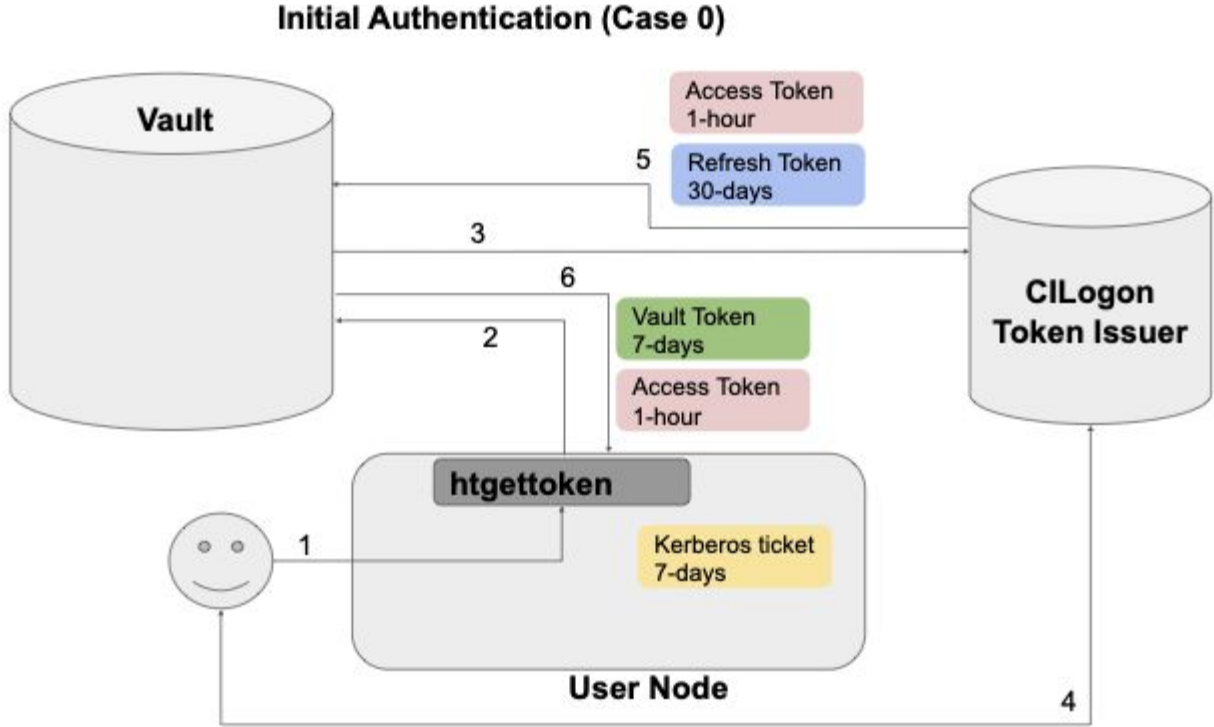 Initial Authentication (Case 0)
Vault
Access Token
1-hour
5
Refresh Token
30-days
3
6
CILogon
Token Issuer
Vault Token
7-days
2
Access Token
1-hour
htgettoken
1
Kerberos ticket
7-days
User Node
4